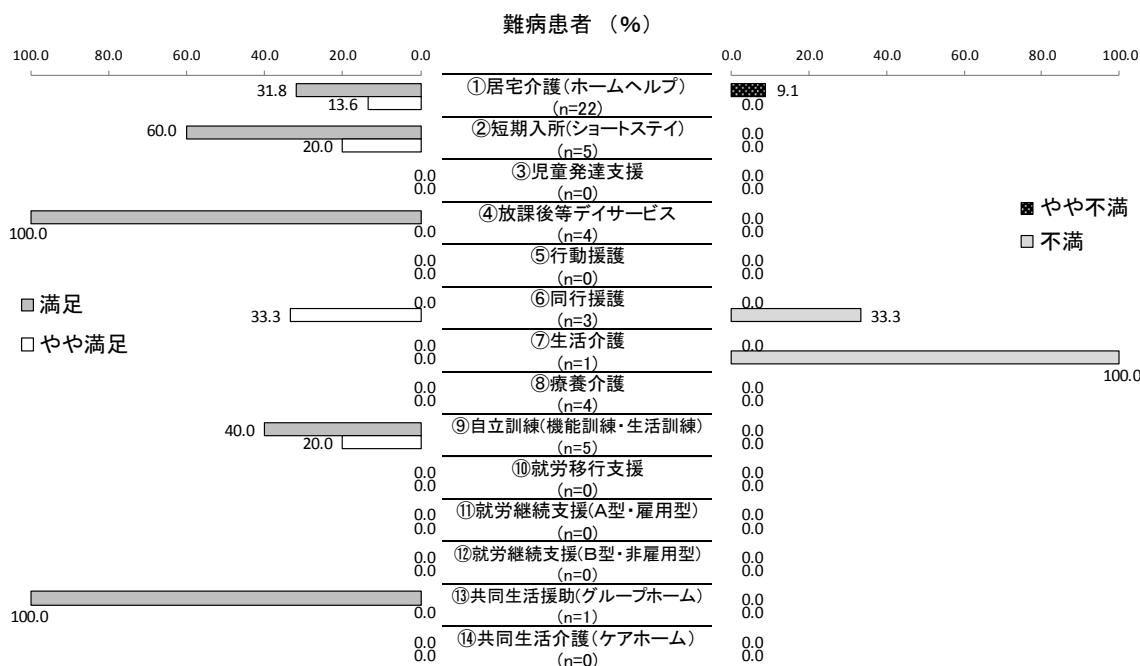 難病患者 (％)
100.0 80.0 60.0 40.0 20.0 0.0 0.0 20.0 40.0 60.0 80.0 100.0
31.8 ①居宅介護(ホームヘルプ) 9.1
13.6 (n=22) 0.0
60.0 ②短期入所(ショートステイ) 0.0
20.0 (n=5) 0.0
0.0 ③児童発達支援 0.0
0.0 (n=0) 0.0
100.0 ④放課後等デイサービス 0.0
0.0 (n=4) 0.0
0.0 ⑤行動援護 0.0
0.0 (n=0) 0.0
0.0 ⑥同行援護 0.0
33.3 (n=3) 33.3
0.0 ⑦生活介護 0.0
0.0 (n=1) 100.0
0.0 ⑧療養介護 0.0
0.0 (n=4) 0.0
40.0 ⑨自立訓練(機能訓練・生活訓練) 0.0
20.0 (n=5) 0.0
0.0 ⑩就労移行支援 0.0
0.0 (n=0) 0.0
0.0 ⑪就労継続支援(A型・雇用型) 0.0
0.0 (n=0) 0.0
0.0 ⑫就労継続支援(B型・非雇用型) 0.0
0.0 (n=0) 0.0
100.0 ⑬共同生活援助(グループホーム) 0.0
0.0 (n=1) 0.0
0.0 ⑭共同生活介護(ケアホーム) 0.0
0.0 (n=0) 0.0
満足
やや満足
やや不満
不満